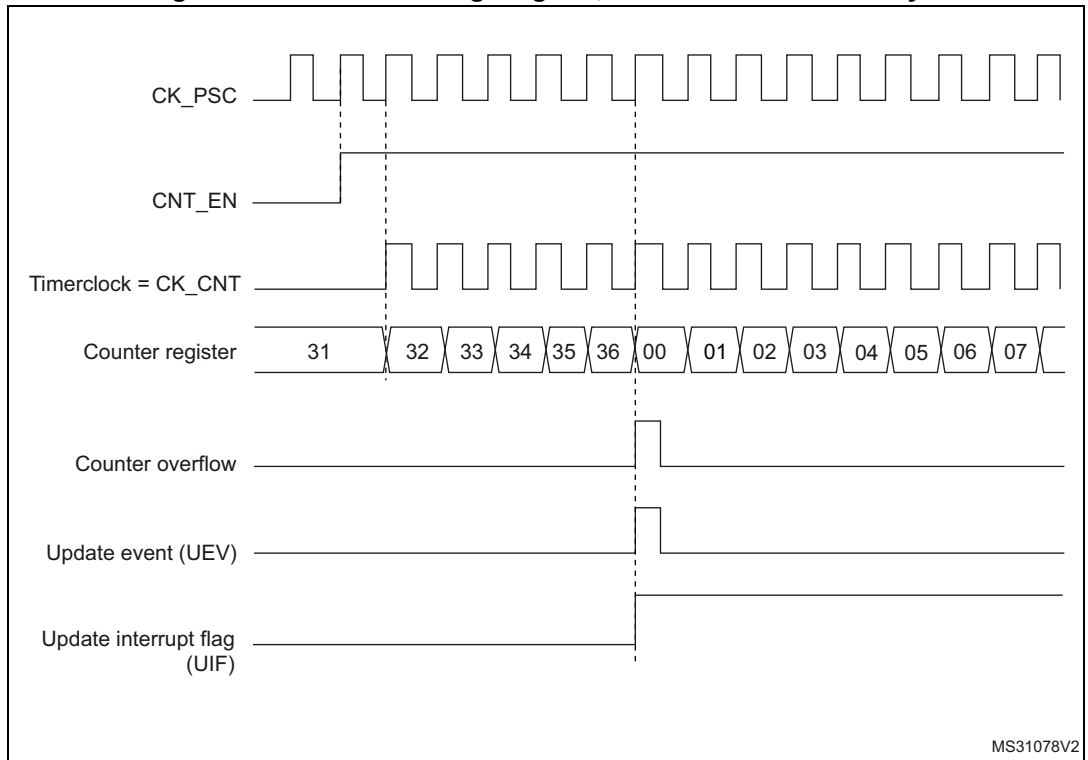 CK_PSC
CNT_EN
Timerclock = CK_CNT
Counter register 31 32 33 34 35 36 00 01 02 03 04 05 06 07
Counter overflow
Update event (UEV)
Update interrupt flag
(UIF)
MS31078V2